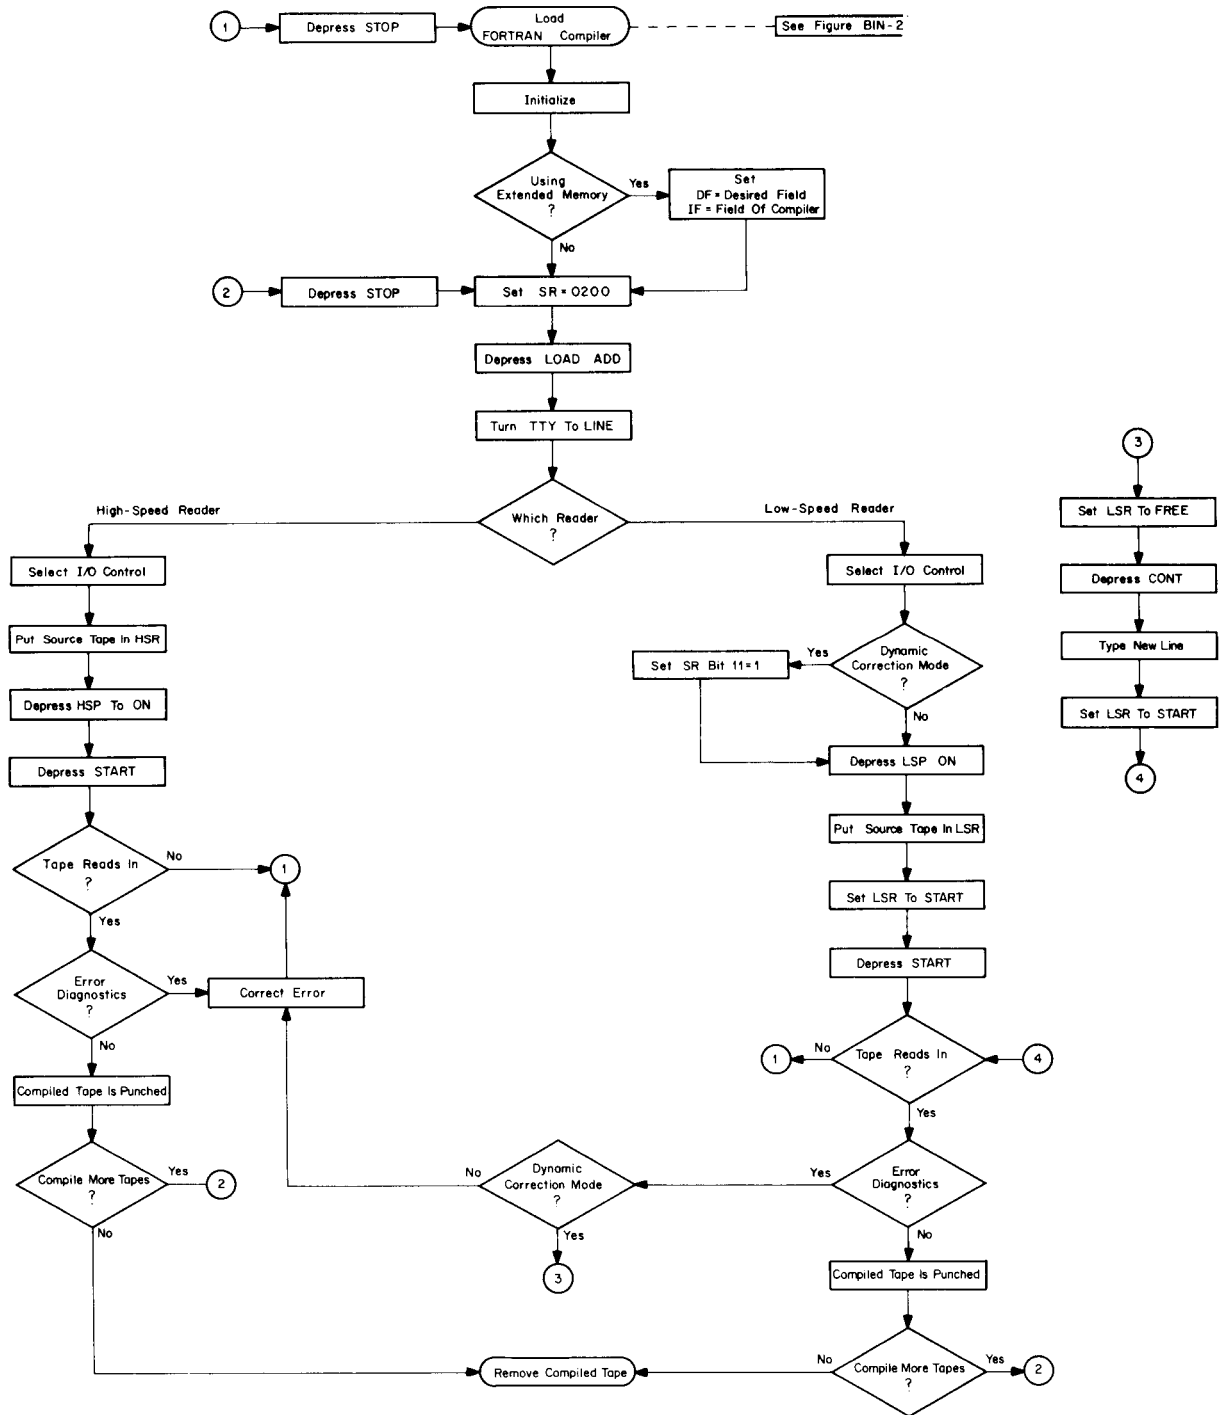 1
Depress STOP
Load
FORTRAN Compiler
See Figure BIN-2
Initialize
Using
Extended Memory
?
Yes
Set
DF = Desired Field
IF = Field Of Compiler
No
2
Depress STOP
Set SR = 0200
Depress LOAD ADD
Turn TTY To LINE
Which Reader
?
High-Speed Reader
Low-Speed Reader
Select I/O Control
Put Source Tape In HSR
Depress HSP To ON
Depress START
Tape Reads In
?
No
1
Yes
Error
Diagnostics
?
Yes
Correct Error
No
Compiled Tape Is Punched
Compile More Tapes
?
Yes
2
No
Select I/O Control
Dynamic
Correction Mode
?
Yes
Set SR Bit 11=1
No
Depress LSP ON
Put Source Tape In LSR
Set LSR To START
Depress START
Tape Reads In
?
No
1
4
Yes
Error
Diagnostics
?
Yes
Dynamic
Correction Mode
?
No
Yes
3
No
Compiled Tape Is Punched
Compile More Tapes
?
Yes
2
No
Remove Compiled Tape
3
Set LSR To FREE
Depress CONT
Type New Line
Set LSR To START
4